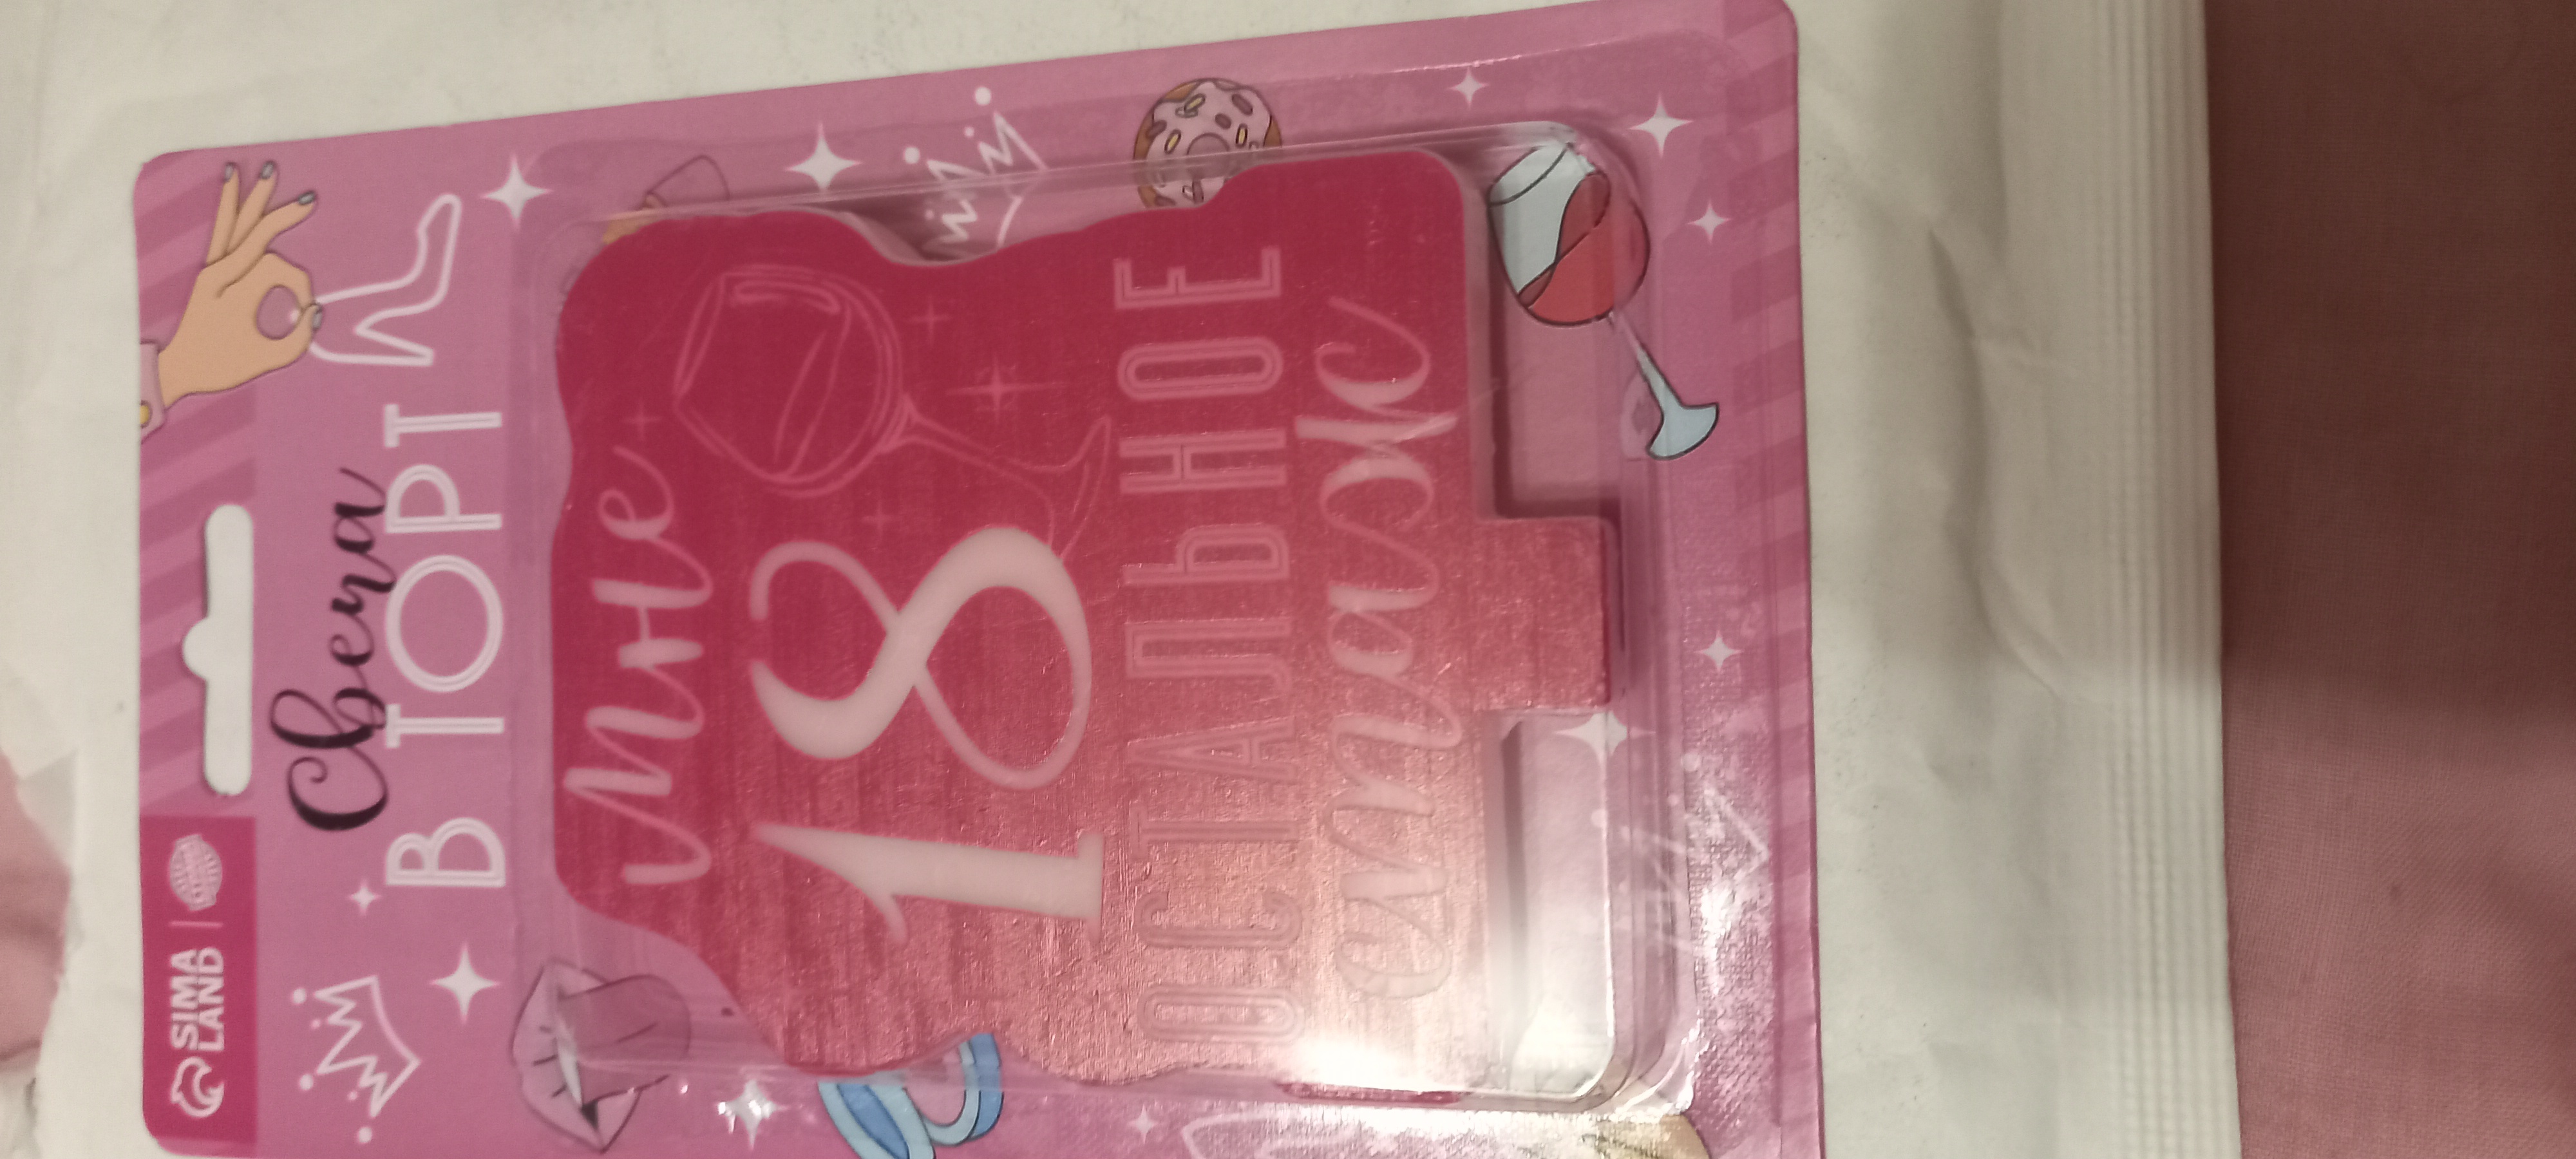 SIMA
LAND
Свеча
В ТОРТ
мне
18
ОСТАЛЬНОЕ
стаж